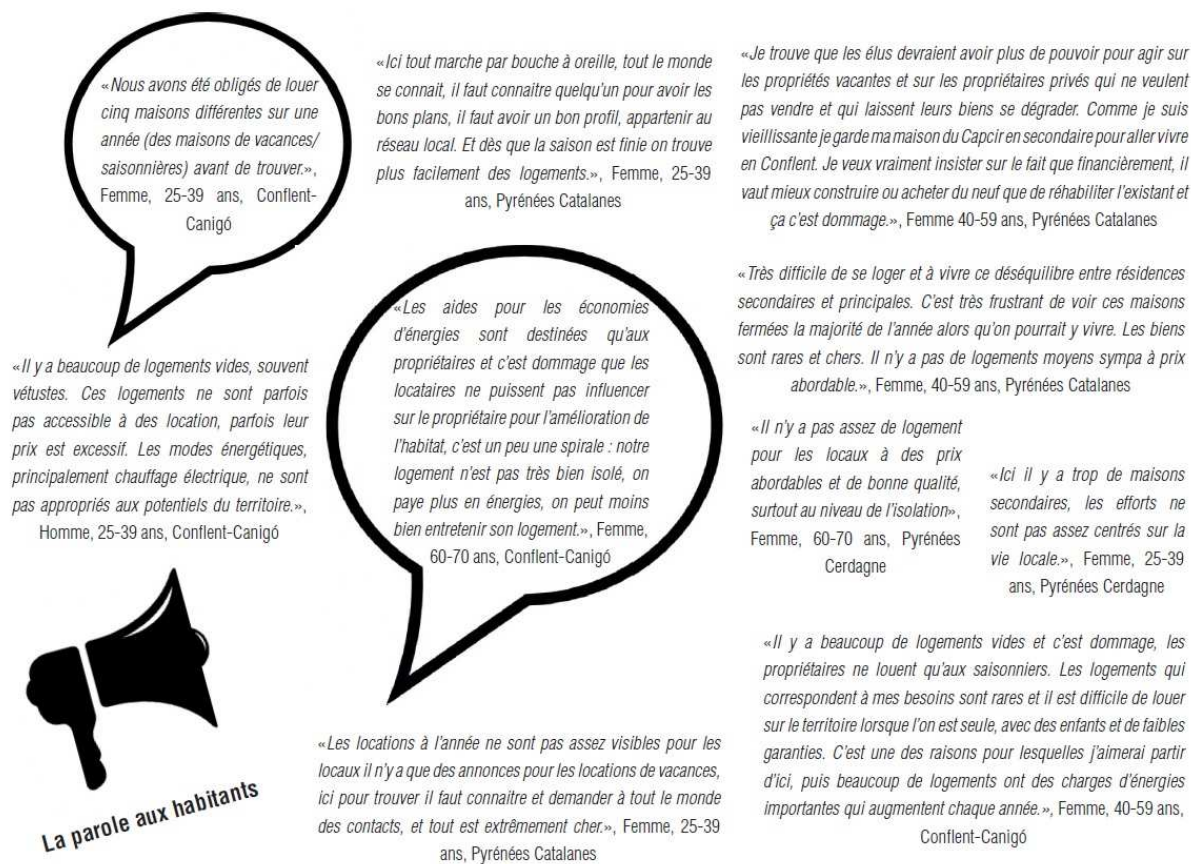 «Nous avons été obligés de louer
cinq maisons différentes sur une
année (des maisons de vacances/
saisonnières) avant de trouver.»,
Femme, 25-39 ans, Conflent-
Canigó
«Ici tout marche par bouche à oreille, tout le monde
se connait, il faut connaitre quelqu'un pour avoir les
bons plans, il faut avoir un bon profil, appartenir au
réseau local. Et dès que la saison est finie on trouve
plus facilement des logements.», Femme, 25-39
ans, Pyrénées Catalanes
«Je trouve que les élus devraient avoir plus de pouvoir pour agir sur
les propriétés vacantes et sur les propriétaires privés qui ne veulent
pas vendre et qui laissent leurs biens se dégrader. Comme je suis
vieillissante je garde ma maison du Capcir en secondaire pour aller vivre
en Conflent. Je veux vraiment insister sur le fait que financièrement, il
vaut mieux construire ou acheter du neuf que de réhabiliter l'existant et
ça c'est dommage.», Femme 40-59 ans, Pyrénées Catalanes
«Très difficile de se loger et à vivre ce déséquilibre entre résidences
secondaires et principales. C'est très frustrant de voir ces maisons
fermées la majorité de l'année alors qu'on pourrait y vivre. Les biens
sont rares et chers. Il n'y a pas de logements moyens sympa à prix
abordable.», Femme, 40-59 ans, Pyrénées Catalanes
«Les aides pour les économies
d'énergies sont destinées qu'aux
propriétaires et c'est dommage que les
locataires ne puissent pas influencer
sur le propriétaire pour l'amélioration de
l'habitat, c'est un peu une spirale : notre
logement n'est pas très bien isolé, on
paye plus en énergies, on peut moins
bien entretenir son logement.», Femme,
60-70 ans, Conflent-Canigó
«Il y a beaucoup de logements vides, souvent
vétustes. Ces logements ne sont parfois
pas accessible à des location, parfois leur
prix est excessif. Les modes énergétiques,
principalement chauffage électrique, ne sont
pas appropriés aux potentiels du territoire.»,
Homme, 25-39 ans, Conflent-Canigó
«Il n'y a pas assez de logement
pour les locaux à des prix
abordables et de bonne qualité,
surtout au niveau de l'isolation»,
Femme, 60-70 ans, Pyrénées
Cerdagne
«Ici il y a trop de maisons
secondaires, les efforts ne
sont pas assez centrés sur la
vie locale.», Femme, 25-39
ans, Pyrénées Cerdagne
«Il y a beaucoup de logements vides et c'est dommage, les
propriétaires ne louent qu'aux saisonniers. Les logements qui
correspondent à mes besoins sont rares et il est difficile de louer
sur le territoire lorsque l'on est seule, avec des enfants et de faibles
garanties. C'est une des raisons pour lesquelles j'aimerai partir
d'ici, puis beaucoup de logements ont des charges d'énergies
importantes qui augmentent chaque année.», Femme, 40-59 ans,
Conflent-Canigó
«Les locations à l'année ne sont pas assez visibles pour les
locaux il n'y a que des annonces pour les locations de vacances,
ici pour trouver il faut connaitre et demander à tout le monde
des contacts, et tout est extrêmement cher.», Femme, 25-39
ans, Pyrénées Catalanes
La parole aux habitants